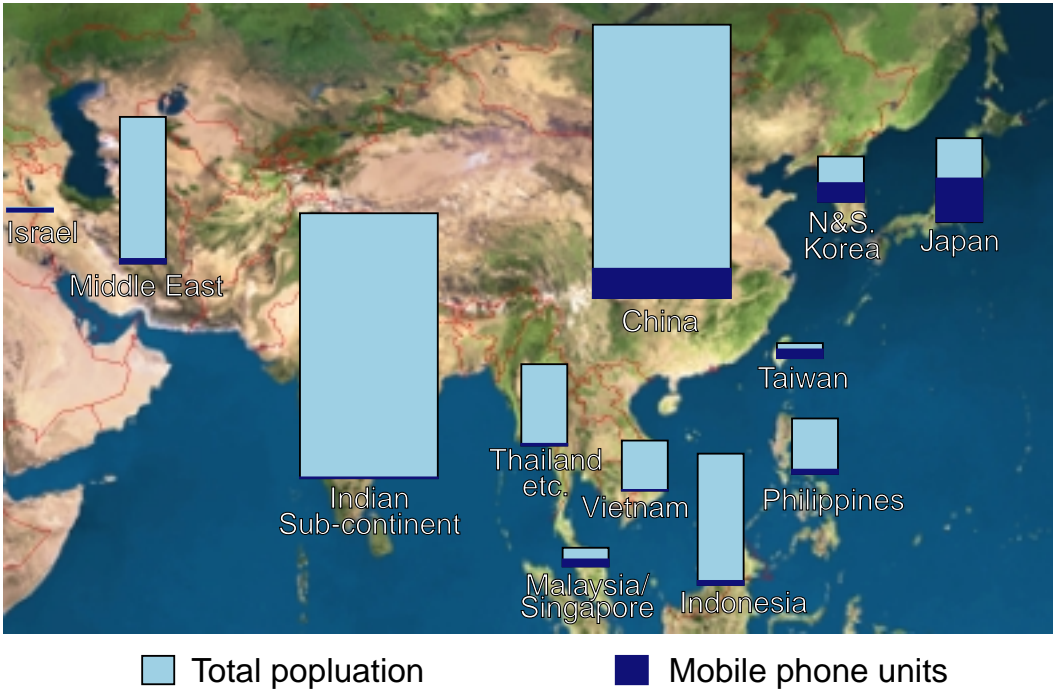 Israel
Middle East
Indian
Sub-continent
China
N&S.
Korea
Japan
Taiwan
Thailand
etc.
Vietnam
Philippines
Malaysia/
Singapore
Indonesia
Total popluation
Mobile phone units